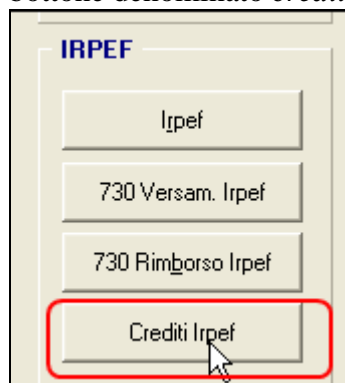 IRPEF
Irpef
730 Versam. Irpef
730 Rimborso Irpef
Crediti Irpef